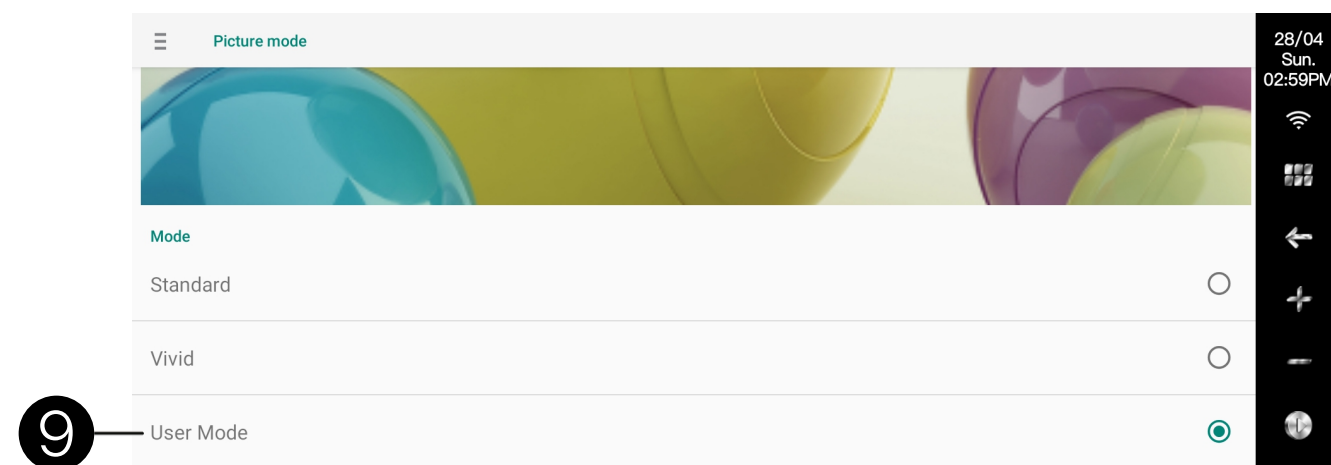 Picture mode
28/04
Sun.
02:59PM
Mode
Standard
Vivid
9
User Mode